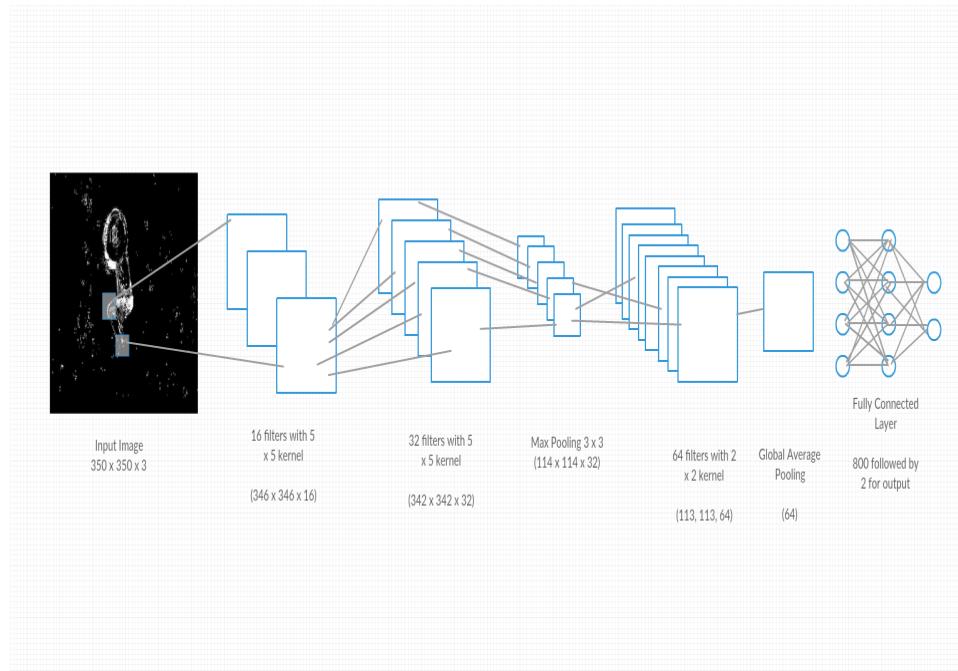 Input Image
350 x 350 x 3
16 filters with 5
x 5 kernel
(346 x 346 x 16)
32 filters with 5
x 5 kernel
(342 x 342 x 32)
Max Pooling 3 x 3
(114 x 114 x 32)
64 filters with 2
x 2 kernel
(113, 113, 64)
Global Average
Pooling
(64)
Fully Connected
Layer
800 followed by
2 for output